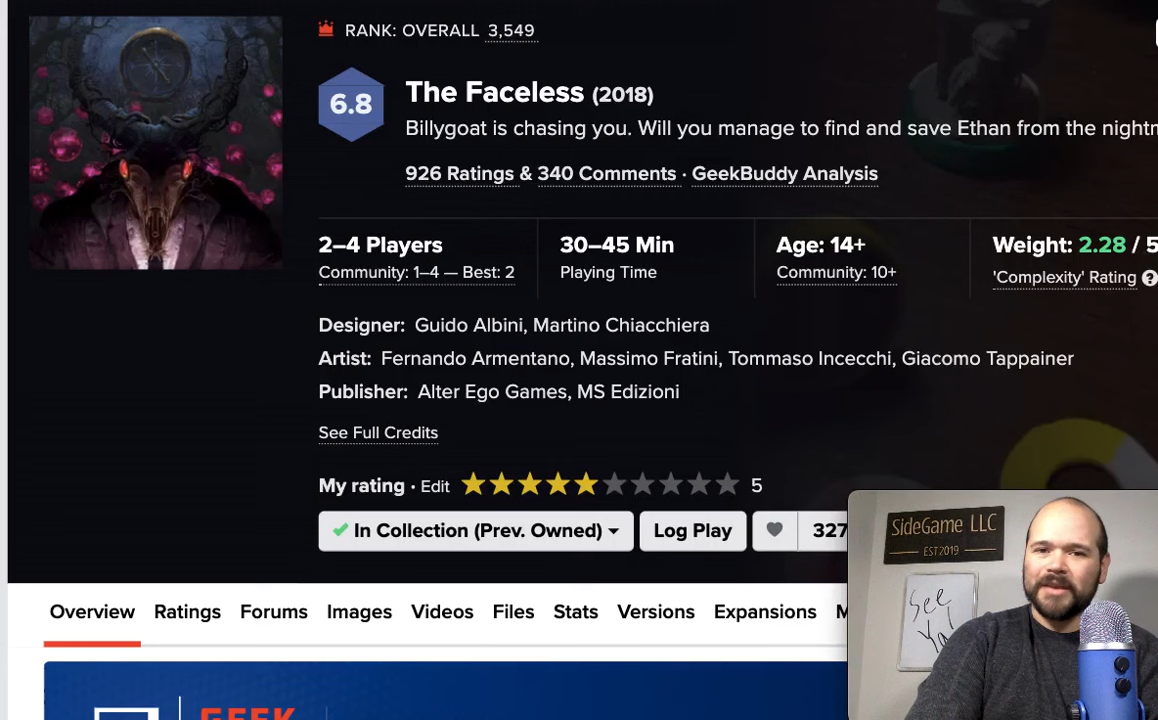 RANK: OVERALL 3,549
6.8
The Faceless (2018)
Billygoat is chasing you. Will you manage to find and save Ethan from the
926 Ratings & 340 Comments · GeekBuddy Analysis
2–4 Players
30–45 Min
Age: 14+
Weight: 2.28 / 5
Community: 1–4 — Best: 2
Playing Time
Community: 10+
'Complexity' Rating ?
Designer: Guido Albini, Martino Chiacchiera
Artist: Fernando Armentano, Massimo Fratini, Tommaso Incecchi, Giacomo Tappainer
Publisher: Alter Ego Games, MS Edizioni
See Full Credits
My rating · Edit
5
In Collection (Prev. Owned)
Log Play
327
SideGame LLC
EST 2019
See
Ya
Overview
Ratings
Forums
Images
Videos
Files
Stats
Versions
Expansions
GEEK